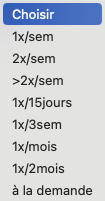 Choisir
1x/sem
2x/sem
>2x/sem
1x/15jours
1x/3sem
1x/mois
1x/2mois
à la demande